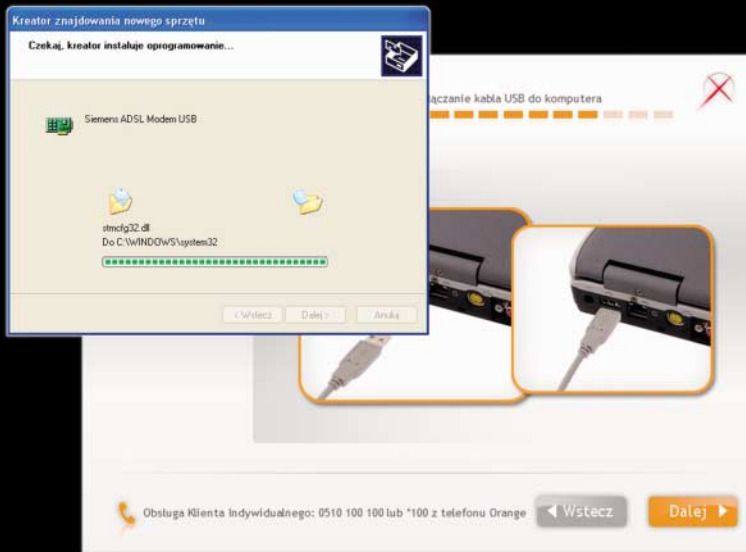 Kreator znajdowania nowego sprzętu
Czekaj, kreator instaluje oprogramowanie...
Siemens ADSL Modem USB
stmcfg32.dll
Do C:\WINDOWS\system32
< Wstecz
Dalej >
Anuluj
kabla USB do komputera
Obsługa Klienta Indywidualnego: 0510 100 100 lub *100 z telefonu Orange
Wstecz
Dalej